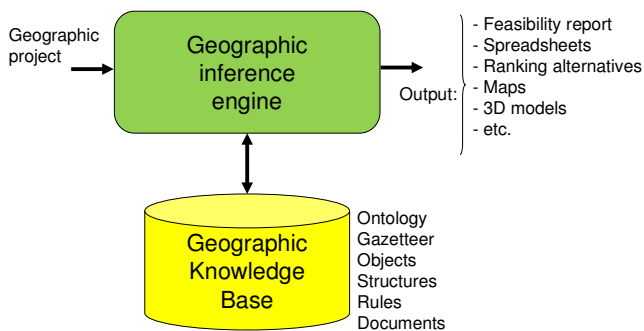 Geographic
project
Geographic
inference
engine
Output:
- Feasibility report
- Spreadsheets
- Ranking alternatives
- Maps
- 3D models
- etc.
Geographic
Knowledge
Base
Ontology
Gazetteer
Objects
Structures
Rules
Documents